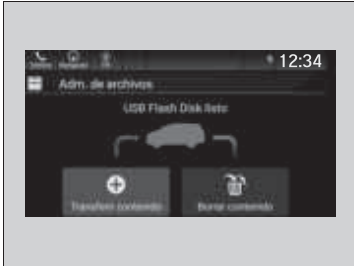 12:34
Adm. de archivos
USB Flash Disk listo
Transferir contenido
Borrar contenido